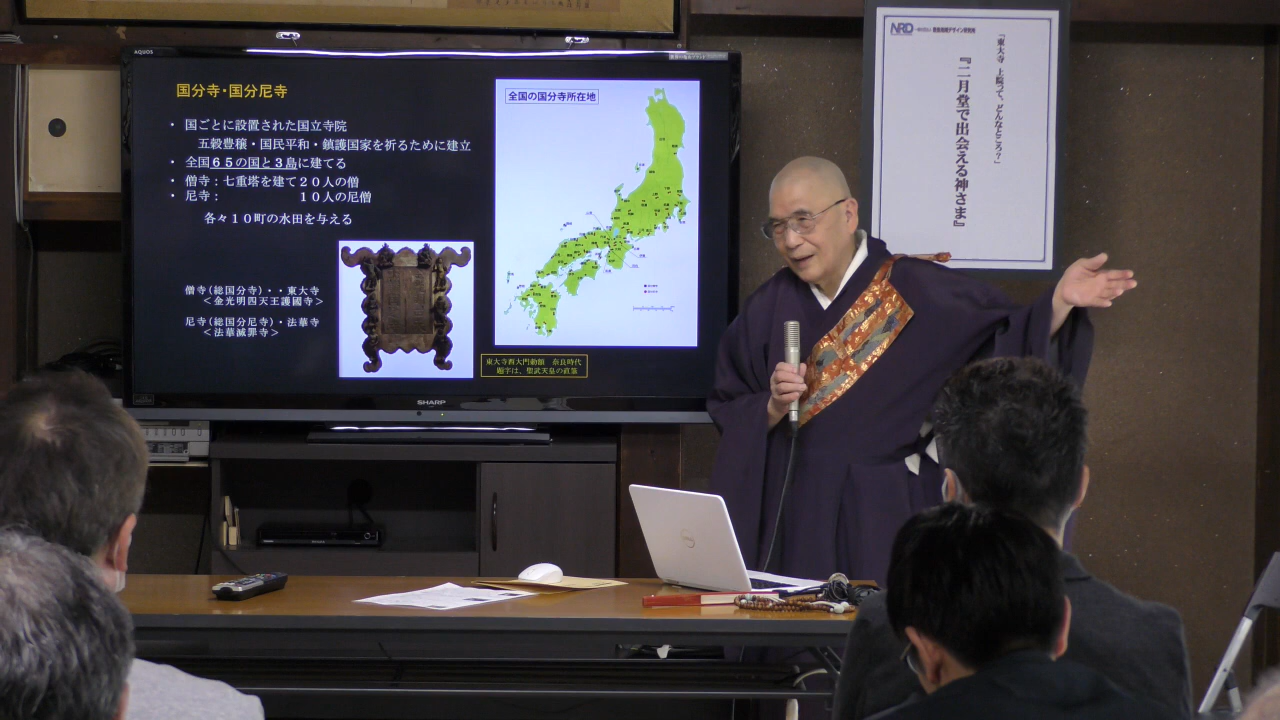 AQUOS
国分寺・国分尼寺
・ 国ごとに設置された国立寺院
五穀豊穣・国民平和・鎮護国家を祈るために建立
・ 全国６５の国と３島に建てる
・ 僧寺：七重塔を建て２０人の僧
・ 尼寺： １０人の尼僧
各々１０町の水田を与える
僧寺（総国分寺）・・東大寺
＜金光明四天王護國寺＞
尼寺（総国分尼寺）・法華寺
＜法華滅罪寺＞
全国の国分寺所在地
東大寺西大門勅額 奈良時代
題字は、聖武天皇の直筆
SHARP
NRD
「東大寺 上院って、どんなところ？」
『二月堂で出会える神さま』